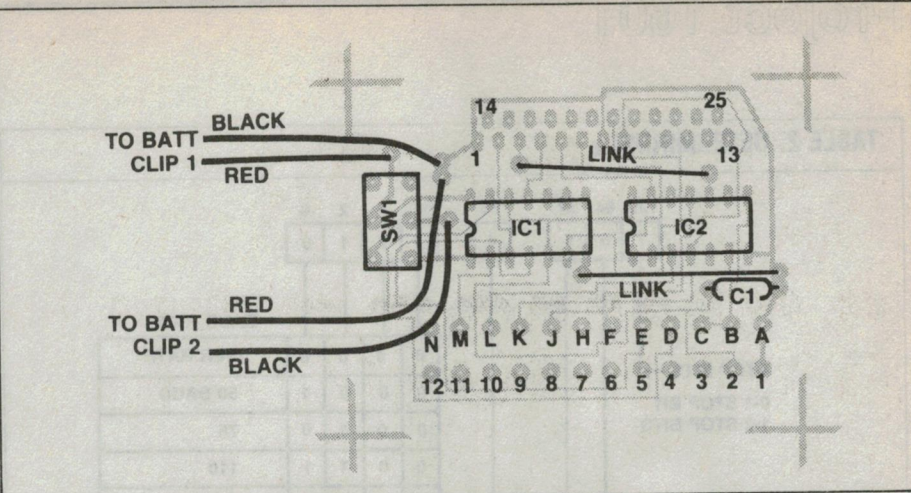 14 25
BLACK
TO BATT
CLIP 1
RED
1 LINK 13
SW1 IC1 IC2
LINK C1
RED
TO BATT
CLIP 2
BLACK
N M L K J H F E D C B A
12 11 10 9 8 7 6 5 4 3 2 1